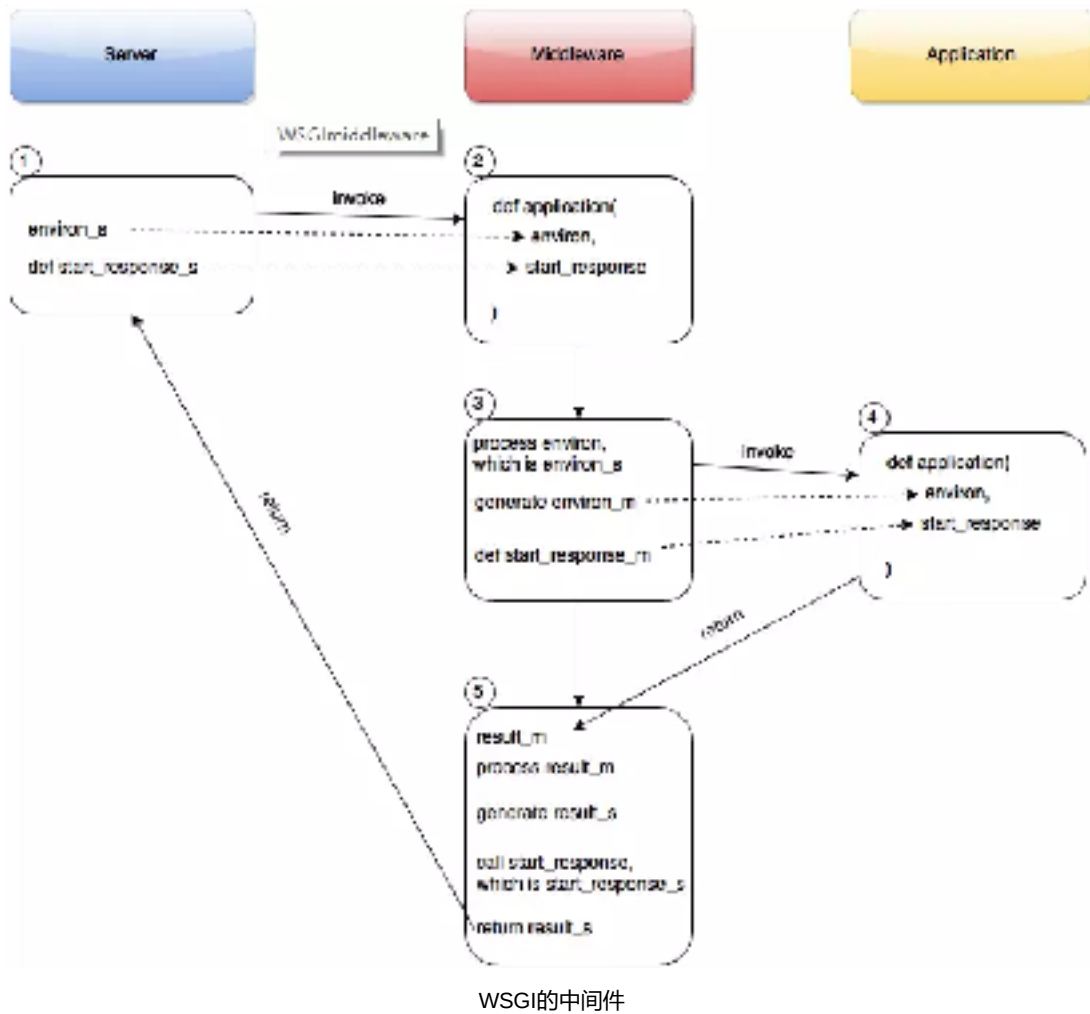 Server
Middleware
Application
WSGImiddleware
1
2
invoke
environ_s
def start_response_s
def application(
environ,
start_response
)
3
process environ,
which is environ_s
generate environ_m
def start_response_m
invoke
4
def application(
environ,
start_response
)
return
return
5
result_m
process result_m
generate result_s
call start_response,
which is start_response_s
return result_s
WSGI的中间件